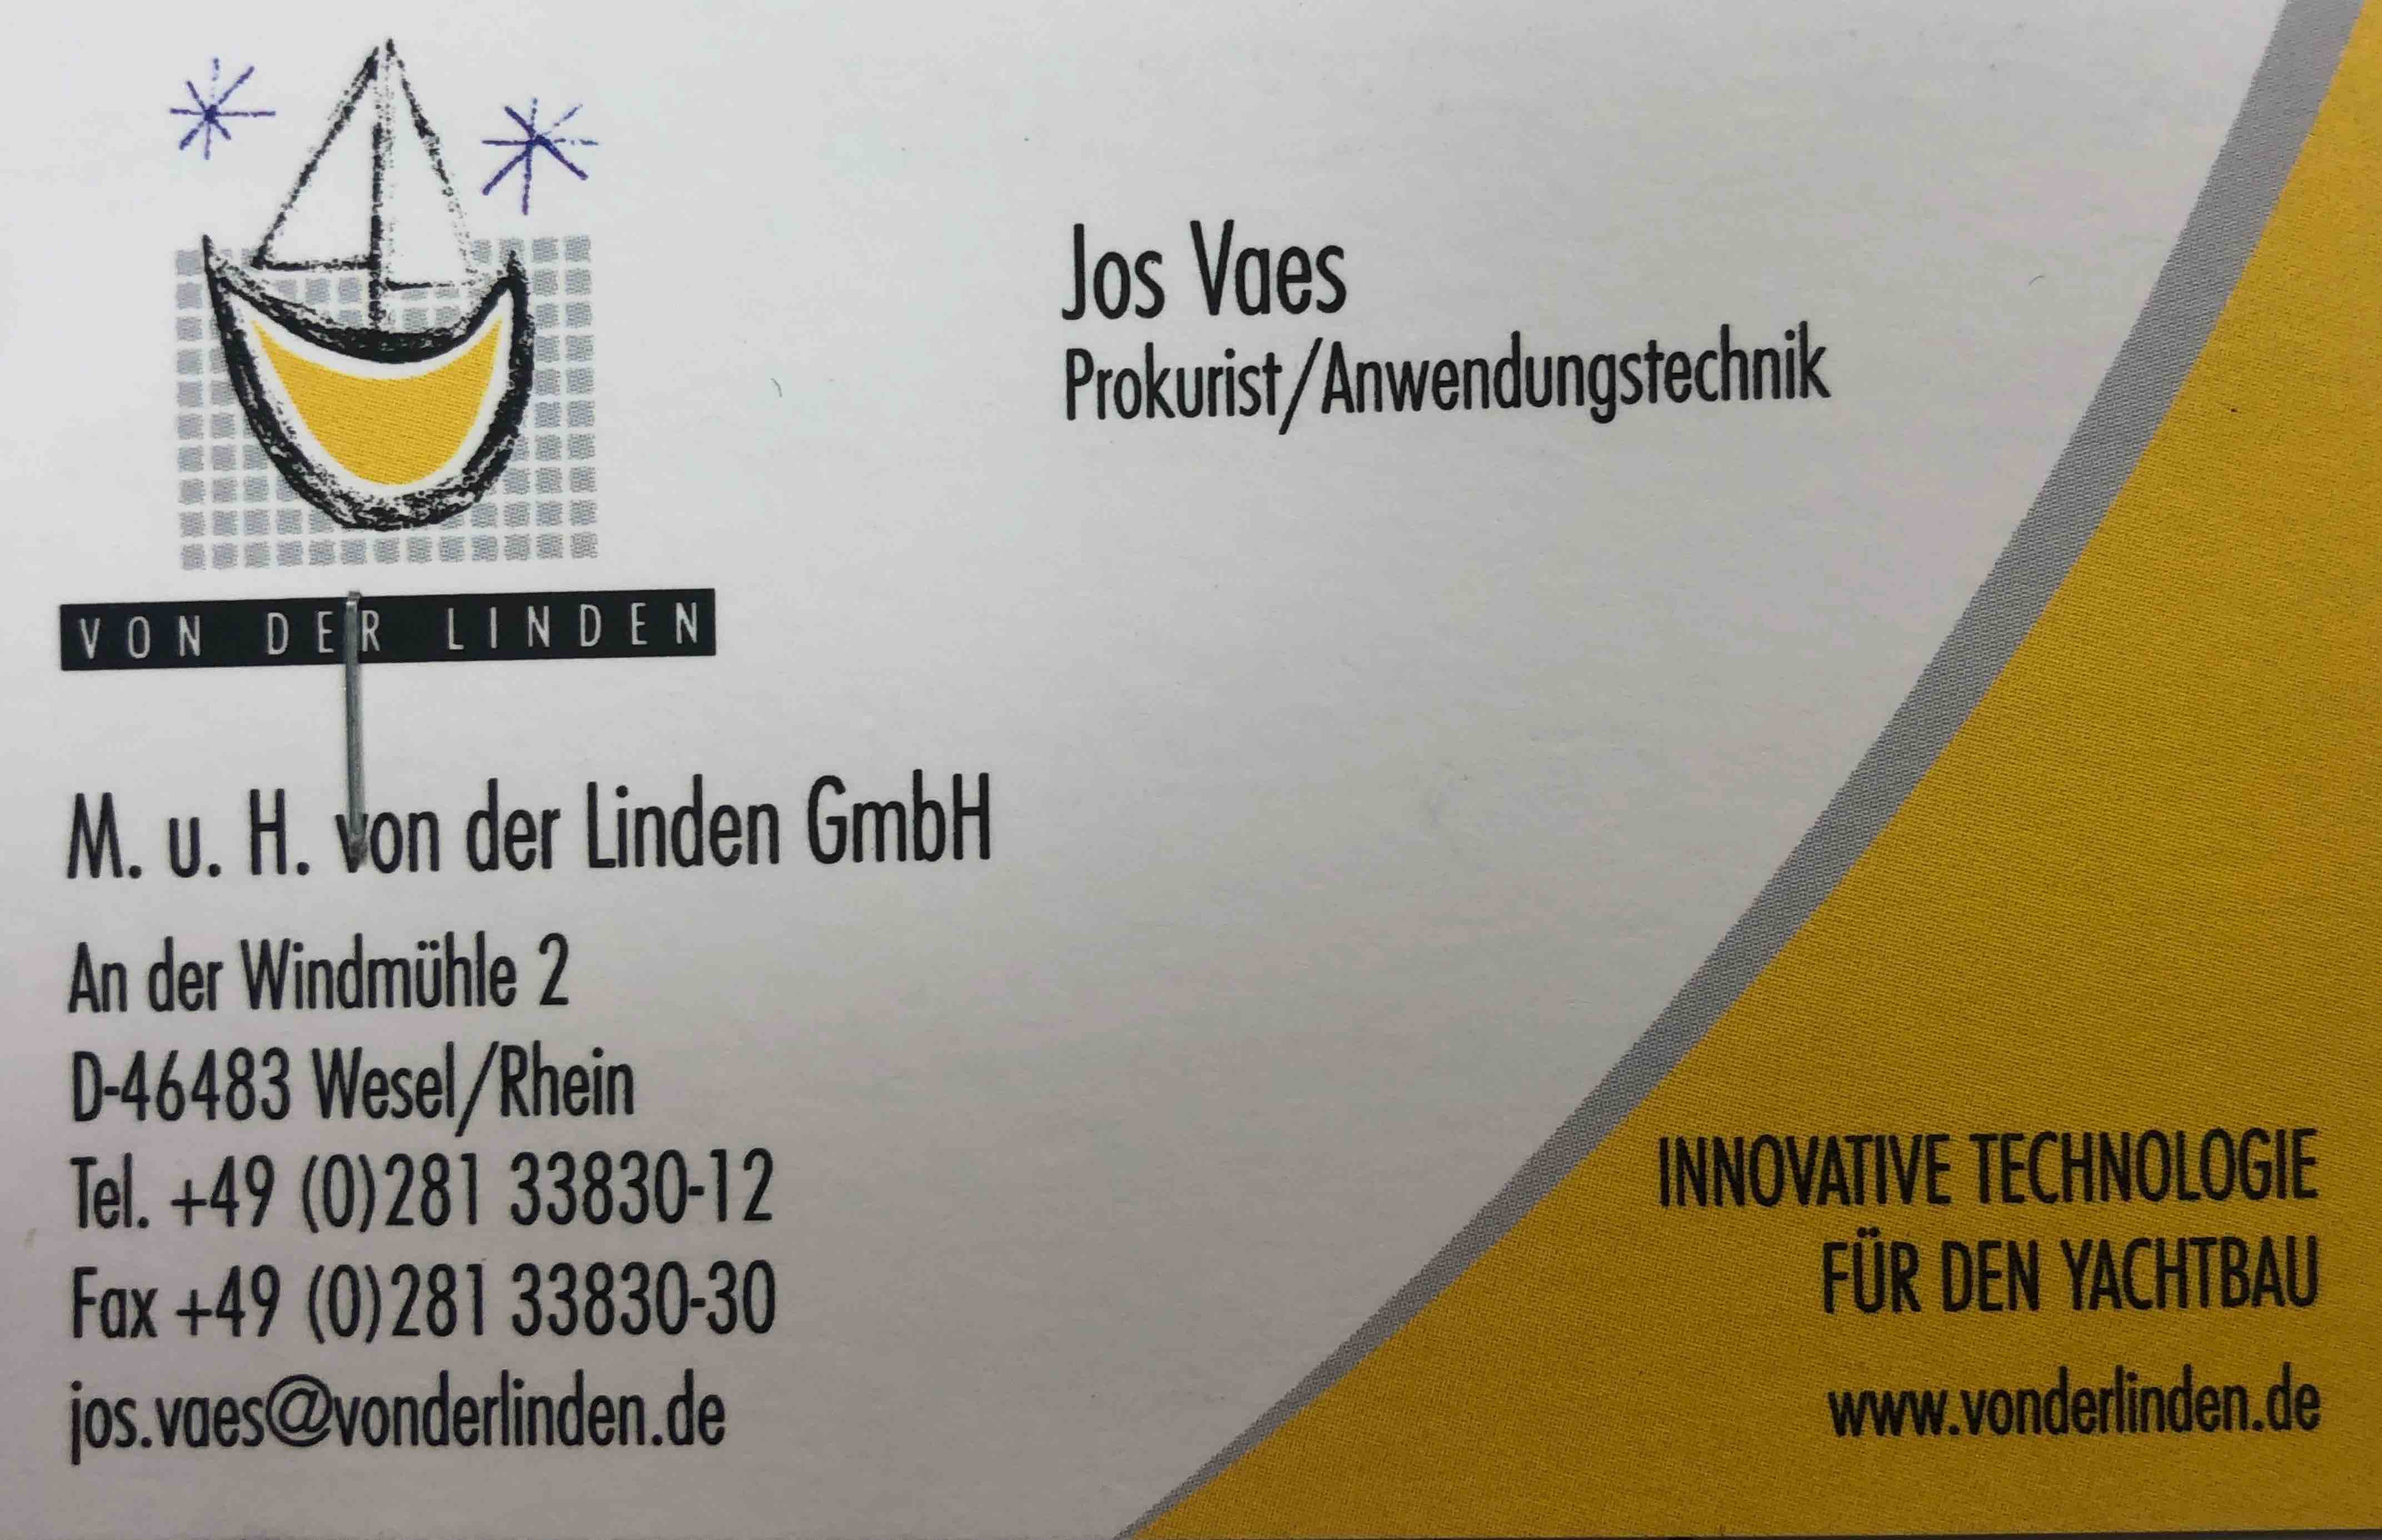 VON DER LINDEN
Jos Vaes
Prokurist/Anwendungstechnik
M. u. H. von der Linden GmbH
An der Windmühle 2
D-46483 Wesel/Rhein
Tel. +49 (0)281 33830-12
Fax +49 (0)281 33830-30
jos.vaes@vonderlinden.de
INNOVATIVE TECHNOLOGIE
FÜR DEN YACHTBAU
www.vonderlinden.de